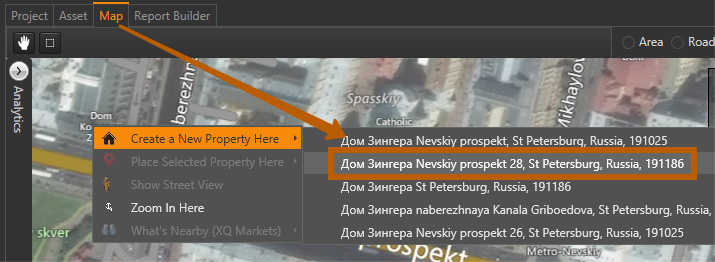 Project Asset Map Report Builder
Area Road
Analytics
Dom
naberezhn
Spasskiy
Catholic
Mikhaylov
Create a New Property Here
Place Selected Property Here
Show Street View
Zoom In Here
What's Nearby (XQ Markets)
Дом Зингера Nevskiy prospekt, St Petersburg, Russia, 191025
Дом Зингера Nevskiy prospekt 28, St Petersburg, Russia, 191186
Дом Зингера St Petersburg, Russia, 191186
Дом Зингера naberezhnaya Kanala Griboedova, St Petersburg, Russia,
Дом Зингера Nevskiy prospekt 26, St Petersburg, Russia, 191025
iy skver
prospekt
Metro-Nevskiy